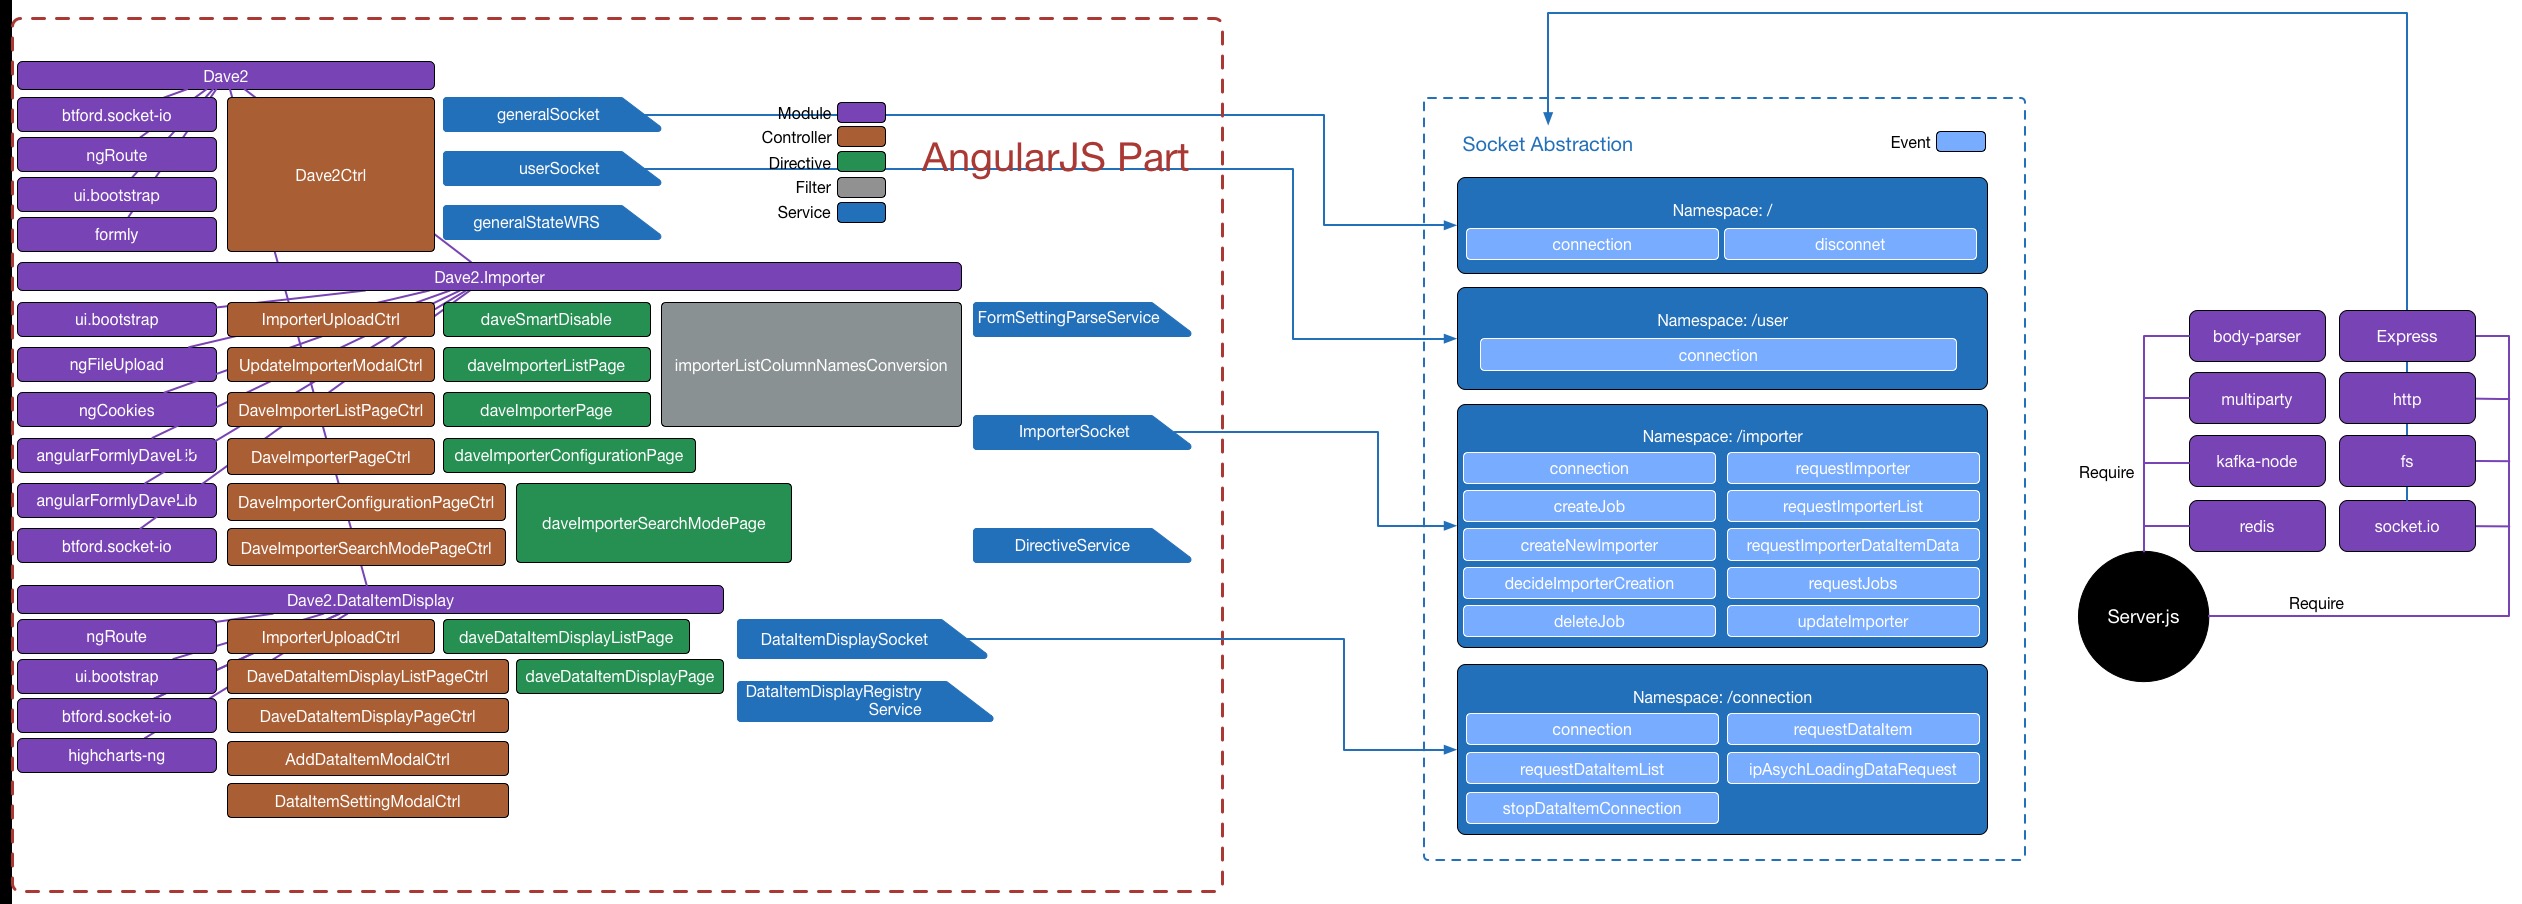 Dave2
btford.socket-io
ngRoute
ui.bootstrap
formly
Dave2Ctrl
generalSocket
userSocket
generalStateWRS
Module
Controller
Directive
Filter
Service
AngularJS Part
Dave2.Importer
ui.bootstrap
ngFileUpload
ngCookies
angularFormlyDaveLib
angularFormlyDaveLib
btford.socket-io
ImporterUploadCtrl
UpdateImporterModalCtrl
DaveImporterListPageCtrl
DaveImporterPageCtrl
DaveImporterConfigurationPageCtrl
DaveImporterSearchModePageCtrl
daveSmartDisable
daveImporterListPage
daveImporterPage
daveImporterConfigurationPage
daveImporterSearchModePage
importerListColumnNamesConversion
FormSettingParseService
ImporterSocket
DirectiveService
Dave2.DataItemDisplay
ngRoute
ui.bootstrap
btford.socket-io
highcharts-ng
ImporterUploadCtrl
DaveDataItemDisplayListPageCtrl
DaveDataItemDisplayPageCtrl
AddDataItemModalCtrl
DataItemSettingModalCtrl
daveDataItemDisplayListPage
daveDataItemDisplayPage
DataItemDisplaySocket
DataItemDisplayRegistry
Service
Socket Abstraction
Event
Namespace: /
connection
disconnet
Namespace: /user
connection
Namespace: /importer
connection
requestImporter
createJob
requestImporterList
createNewImporter
requestImporterDataItemData
decideImporterCreation
requestJobs
deleteJob
updateImporter
Namespace: /connection
connection
requestDataItem
requestDataItemList
ipAsychLoadingDataRequest
stopDataItemConnection
body-parser
Express
multiparty
http
kafka-node
fs
redis
socket.io
Require
Server.js
Require